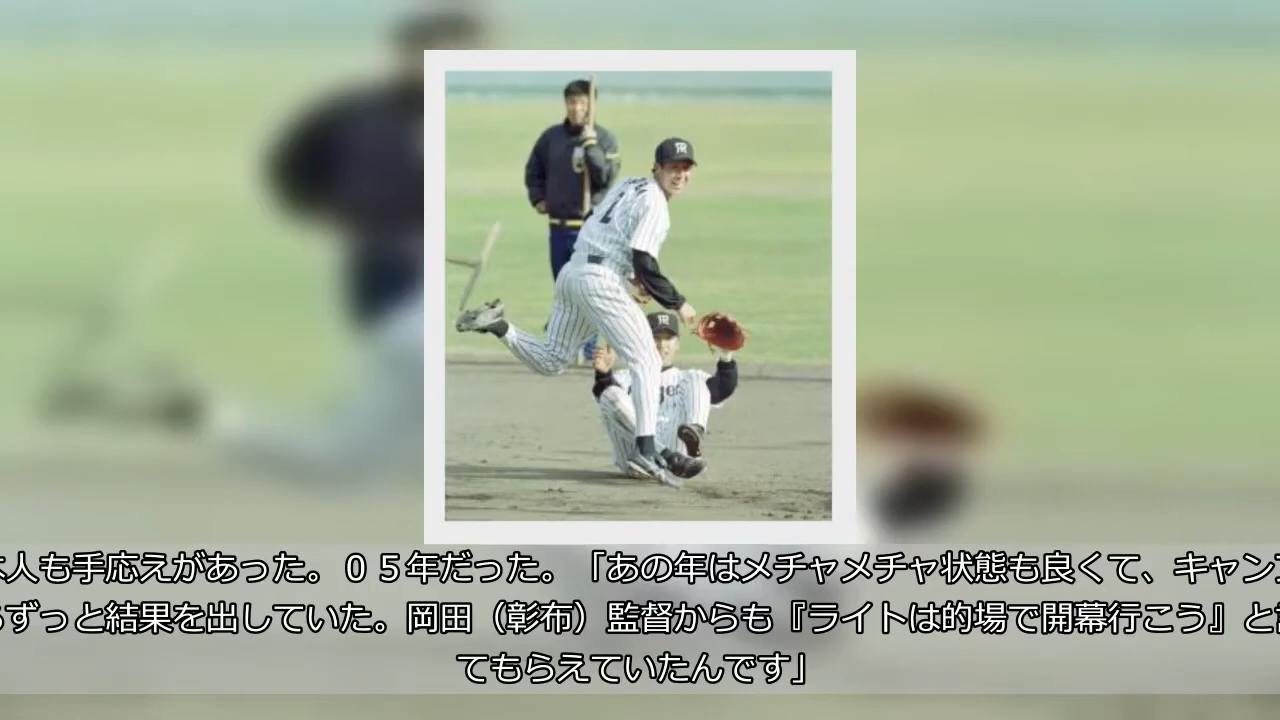 人も手応えがあった。０５年だった。「あの年はメチャメチャ状態も良くて、キャン
ずっと結果を出していた。岡田（彰布）監督からも『ライトは的場で開幕行こう』と
てもらえていたんです」